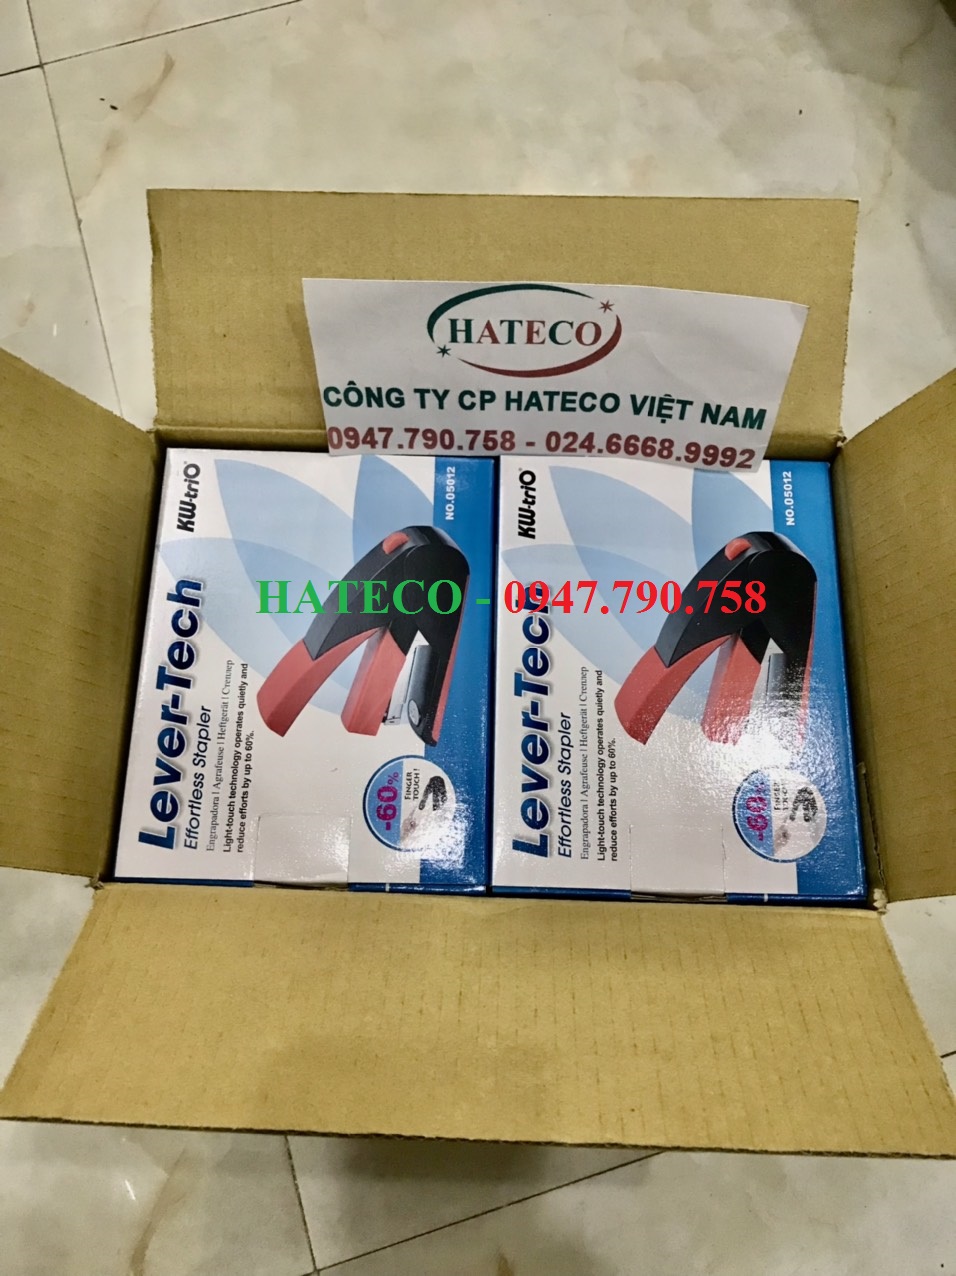 HATECO
CÔNG TY CP HATECO VIỆT NAM
0947.790.758 - 024.6668.9992
HATECO - 0947.790.758
KW-triO
NO.05012
Lever-Tech
Effortless Stapler
Engrapadora | Agrafeuse | Heftgerät | Степлер
Light-touch technology operates quietly and
reduce efforts by up to 60%.
-60%
FINGER
TOUCH!
KW-triO
NO.05012
Lever-Tech
Effortless Stapler
Engrapadora | Agrafeuse | Heftgerät | Степлер
Light-touch technology operates quietly and
reduce efforts by up to 60%.
-60%
FINGER